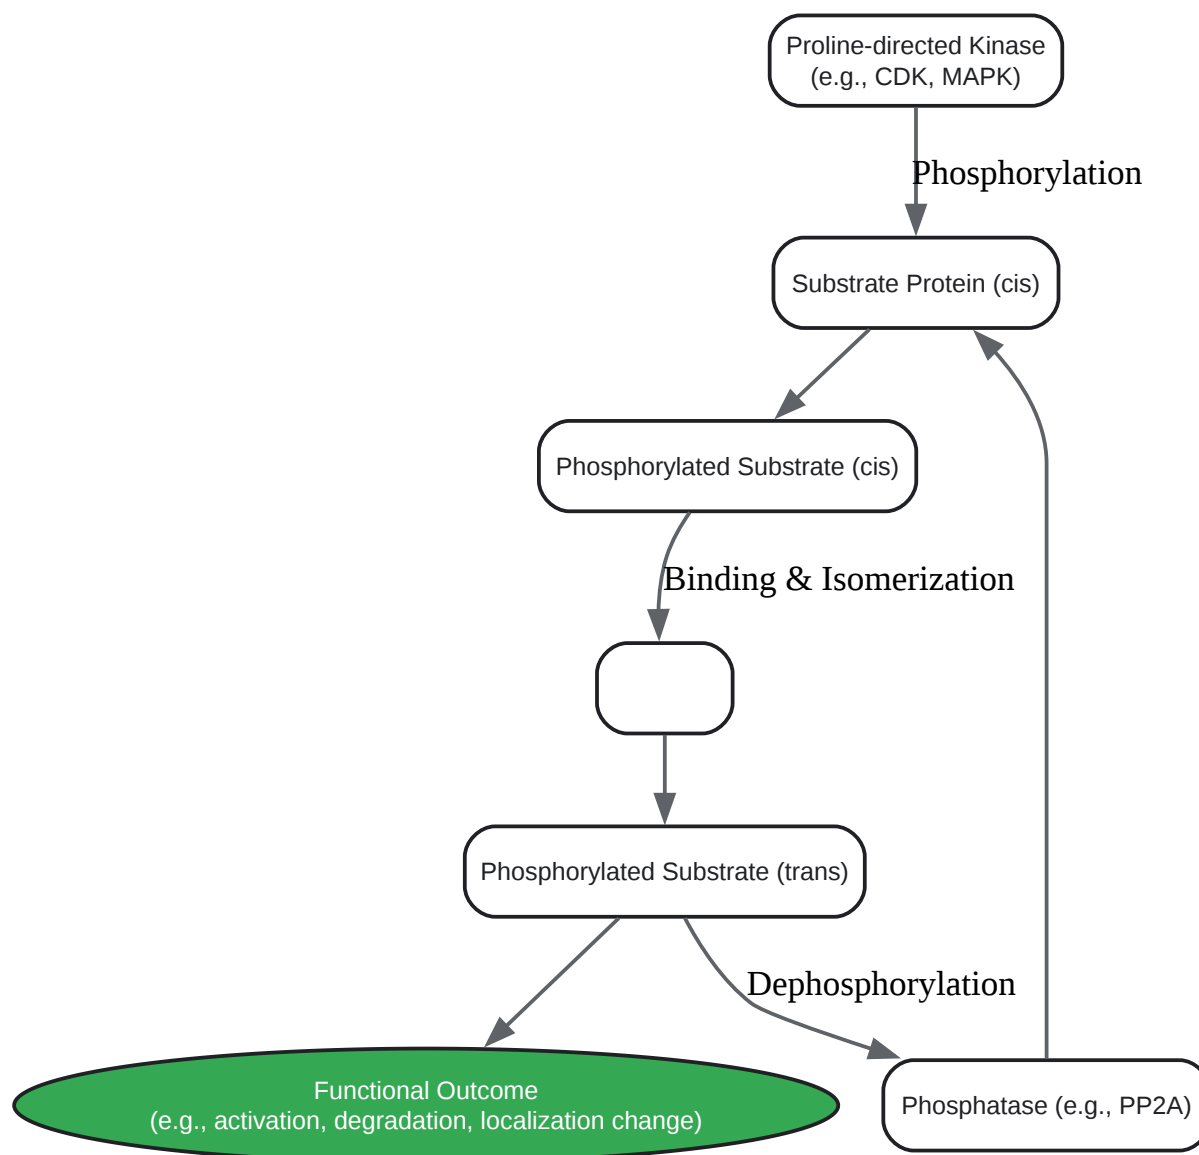 Proline-directed Kinase
(e.g., CDK, MAPK)
Phosphorylation
Substrate Protein (cis)
Phosphorylated Substrate (cis)
Binding & Isomerization
Phosphorylated Substrate (trans)
Dephosphorylation
Functional Outcome
(e.g., activation, degradation, localization change)
Phosphatase (e.g., PP2A)